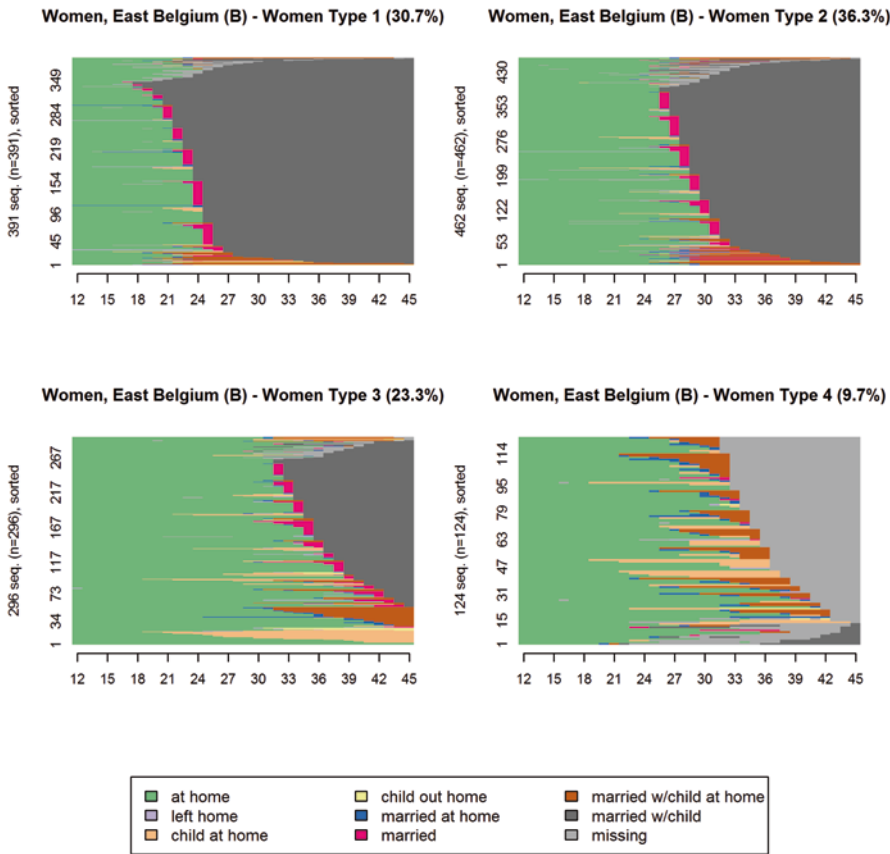 Women, East Belgium (B) - Women Type 1 (30.7%)
391 seq. (n=391), sorted
1 45 96 154 219 284 349
12 15 18 21 24 27 30 33 36 39 42 45
Women, East Belgium (B) - Women Type 2 (36.3%)
462 seq. (n=462), sorted
1 53 122 199 276 353 430
12 15 18 21 24 27 30 33 36 39 42 45
Women, East Belgium (B) - Women Type 3 (23.3%)
296 seq. (n=296), sorted
1 34 73 117 167 217 267
12 15 18 21 24 27 30 33 36 39 42 45
Women, East Belgium (B) - Women Type 4 (9.7%)
124 seq. (n=124), sorted
1 15 31 47 63 79 95 114
12 15 18 21 24 27 30 33 36 39 42 45
at home
left home
child at home
child out home
married at home
married
married w/child at home
married w/child
missing